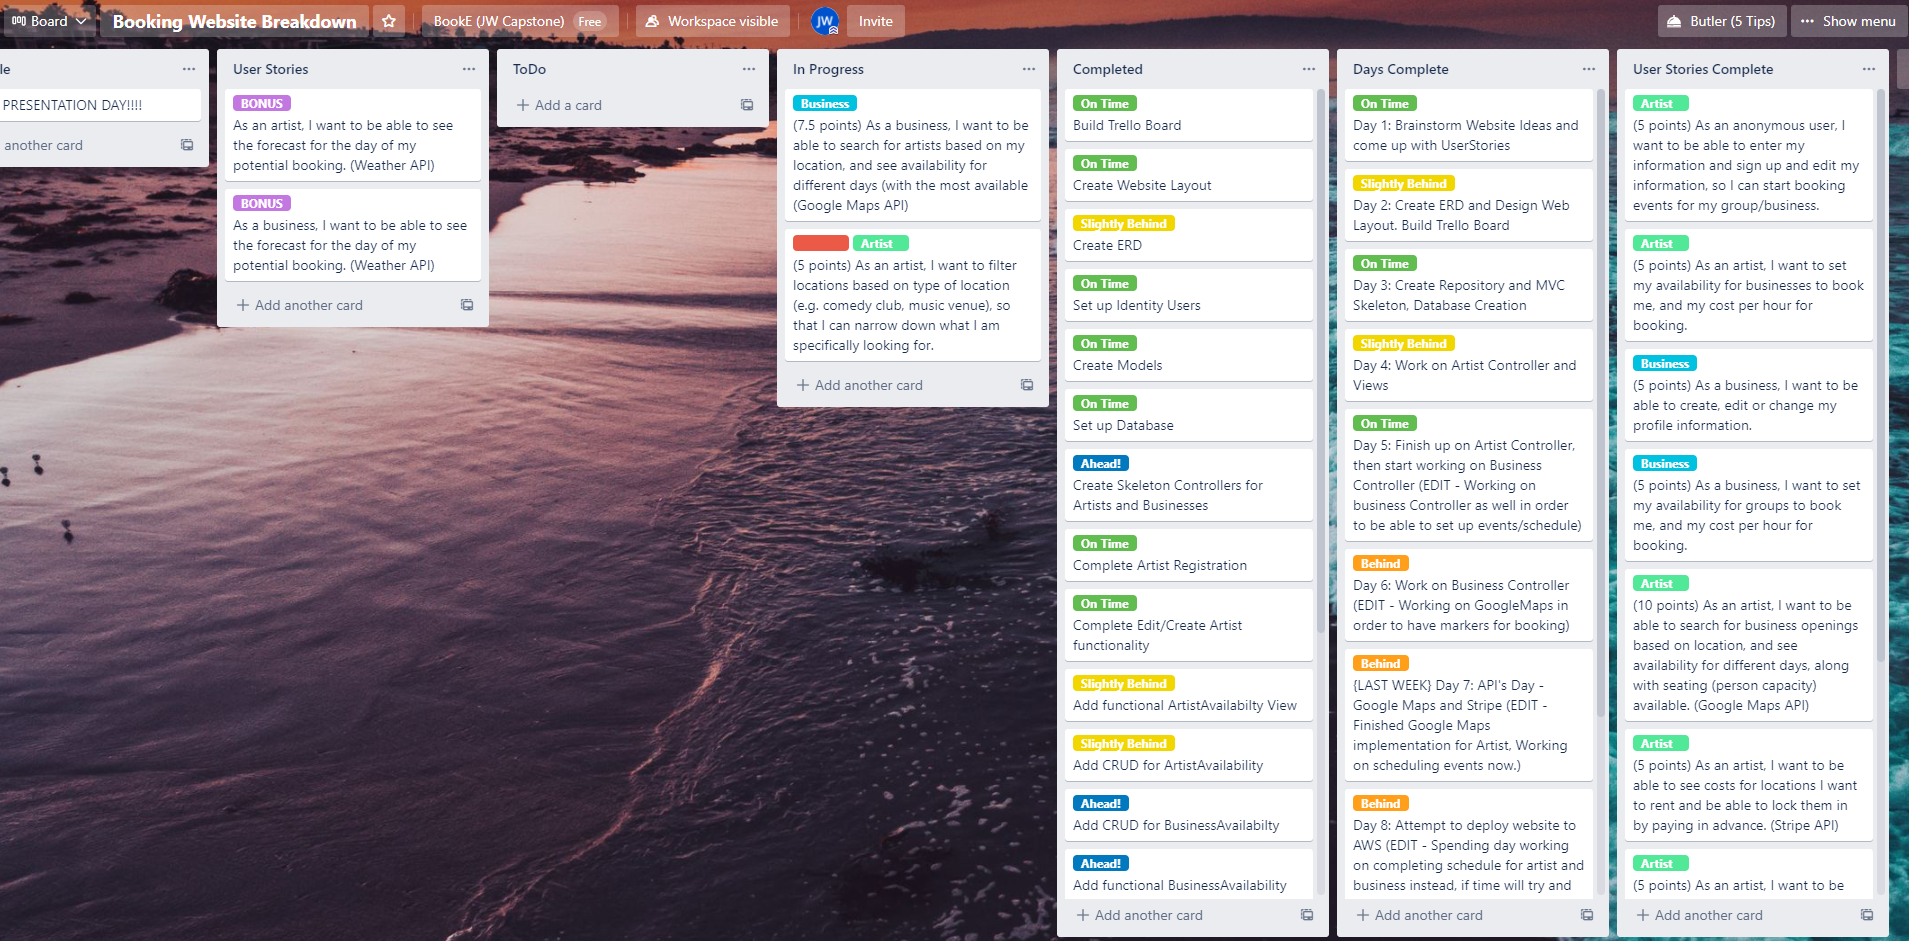 Board
Booking Website Breakdown
BookE (JW Capstone) Free
Workspace visible
JW
Invite
Butler (5 Tips)
Show menu
le
PRESENTATION DAY!!!!
another card
User Stories
BONUS
As an artist, I want to be able to see
the forecast for the day of my
potential booking. (Weather API)
BONUS
As a business, I want to be able to see
the forecast for the day of my
potential booking. (Weather API)
Add another card
ToDo
Add a card
In Progress
Business
(7.5 points) As a business, I want to be
able to search for artists based on my
location, and see availability for
different days (with the most available
(Google Maps API)
Artist
(5 points) As an artist, I want to filter
locations based on type of location
(e.g. comedy club, music venue), so
that I can narrow down what I am
specifically looking for.
Add another card
Completed
On Time
Build Trello Board
On Time
Create Website Layout
Slightly Behind
Create ERD
On Time
Set up Identity Users
On Time
Create Models
On Time
Set up Database
Ahead!
Create Skeleton Controllers for
Artists and Businesses
On Time
Complete Artist Registration
On Time
Complete Edit/Create Artist
functionality
Slightly Behind
Add functional ArtistAvailabilty View
Slightly Behind
Add CRUD for ArtistAvailability
Ahead!
Add CRUD for BusinessAvailabilty
Ahead!
Add functional BusinessAvailability
Add another card
Days Complete
On Time
Day 1: Brainstorm Website Ideas and
come up with UserStories
Slightly Behind
Day 2: Create ERD and Design Web
Layout. Build Trello Board
On Time
Day 3: Create Repository and MVC
Skeleton, Database Creation
Slightly Behind
Day 4: Work on Artist Controller and
Views
On Time
Day 5: Finish up on Artist Controller,
then start working on Business
Controller (EDIT - Working on
business Controller as well in order
to be able to set up events/schedule)
Behind
Day 6: Work on Business Controller
(EDIT - Working on GoogleMaps in
order to have markers for booking)
Behind
{LAST WEEK} Day 7: API's Day -
Google Maps and Stripe (EDIT -
Finished Google Maps
implementation for Artist, Working
on scheduling events now.)
Behind
Day 8: Attempt to deploy website to
AWS (EDIT - Spending day working
on completing schedule for artist and
business instead, if time will try and
Add another card
User Stories Complete
Artist
(5 points) As an anonymous user, I
want to be able to enter my
information and sign up and edit my
information, so I can start booking
events for my group/business.
Artist
(5 points) As an artist, I want to set
my availability for businesses to book
me, and my cost per hour for
booking.
Business
(5 points) As a business, I want to be
able to create, edit or change my
profile information.
Business
(5 points) As a business, I want to set
my availability for groups to book
me, and my cost per hour for
booking.
Artist
(10 points) As an artist, I want to be
able to search for business openings
based on location, and see
availability for different days, along
with seating (person capacity)
available. (Google Maps API)
Artist
(5 points) As an artist, I want to be
able to see costs for locations I want
to rent and be able to lock them in
by paying in advance. (Stripe API)
Artist
(5 points) As an artist, I want to be
Add another card